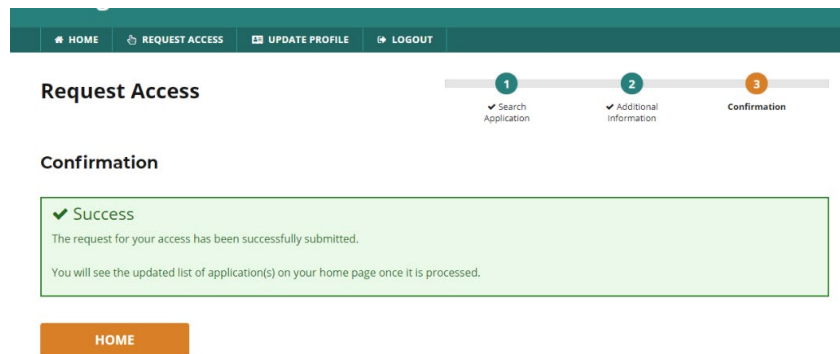 HOME REQUEST ACCESS UPDATE PROFILE LOGOUT
Request Access
1 2 3
✔ Search Application
✔ Additional Information
Confirmation
Confirmation
✔ Success
The request for your access has been successfully submitted.
You will see the updated list of application(s) on your home page once it is processed.
HOME